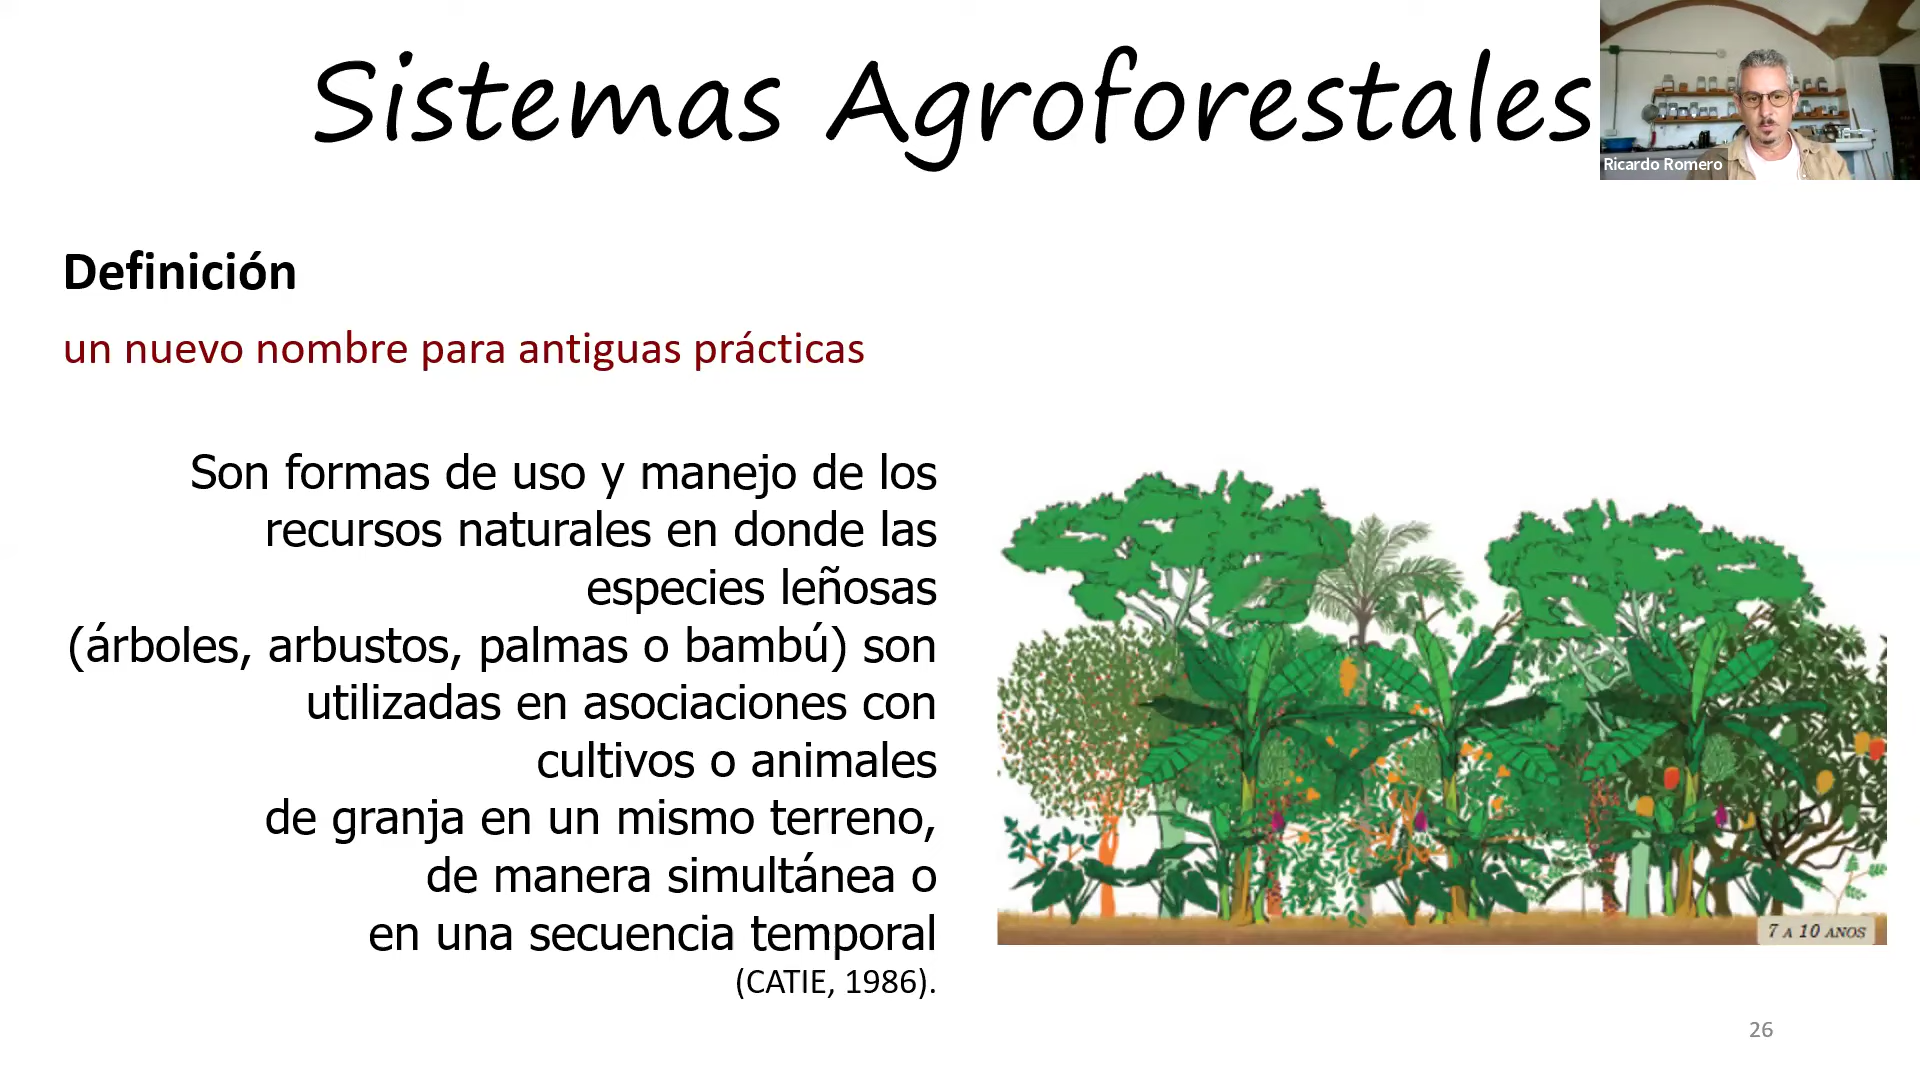 Sistemas Agroforestales
Ricardo Romero
Definición
un nuevo nombre para antiguas prácticas
Son formas de uso y manejo de los
recursos naturales en donde las
especies leñosas
(árboles, arbustos, palmas o bambú) son
utilizadas en asociaciones con
cultivos o animales
de granja en un mismo terreno,
de manera simultánea o
en una secuencia temporal
(CATIE, 1986).
7 A 10 ANOS
26